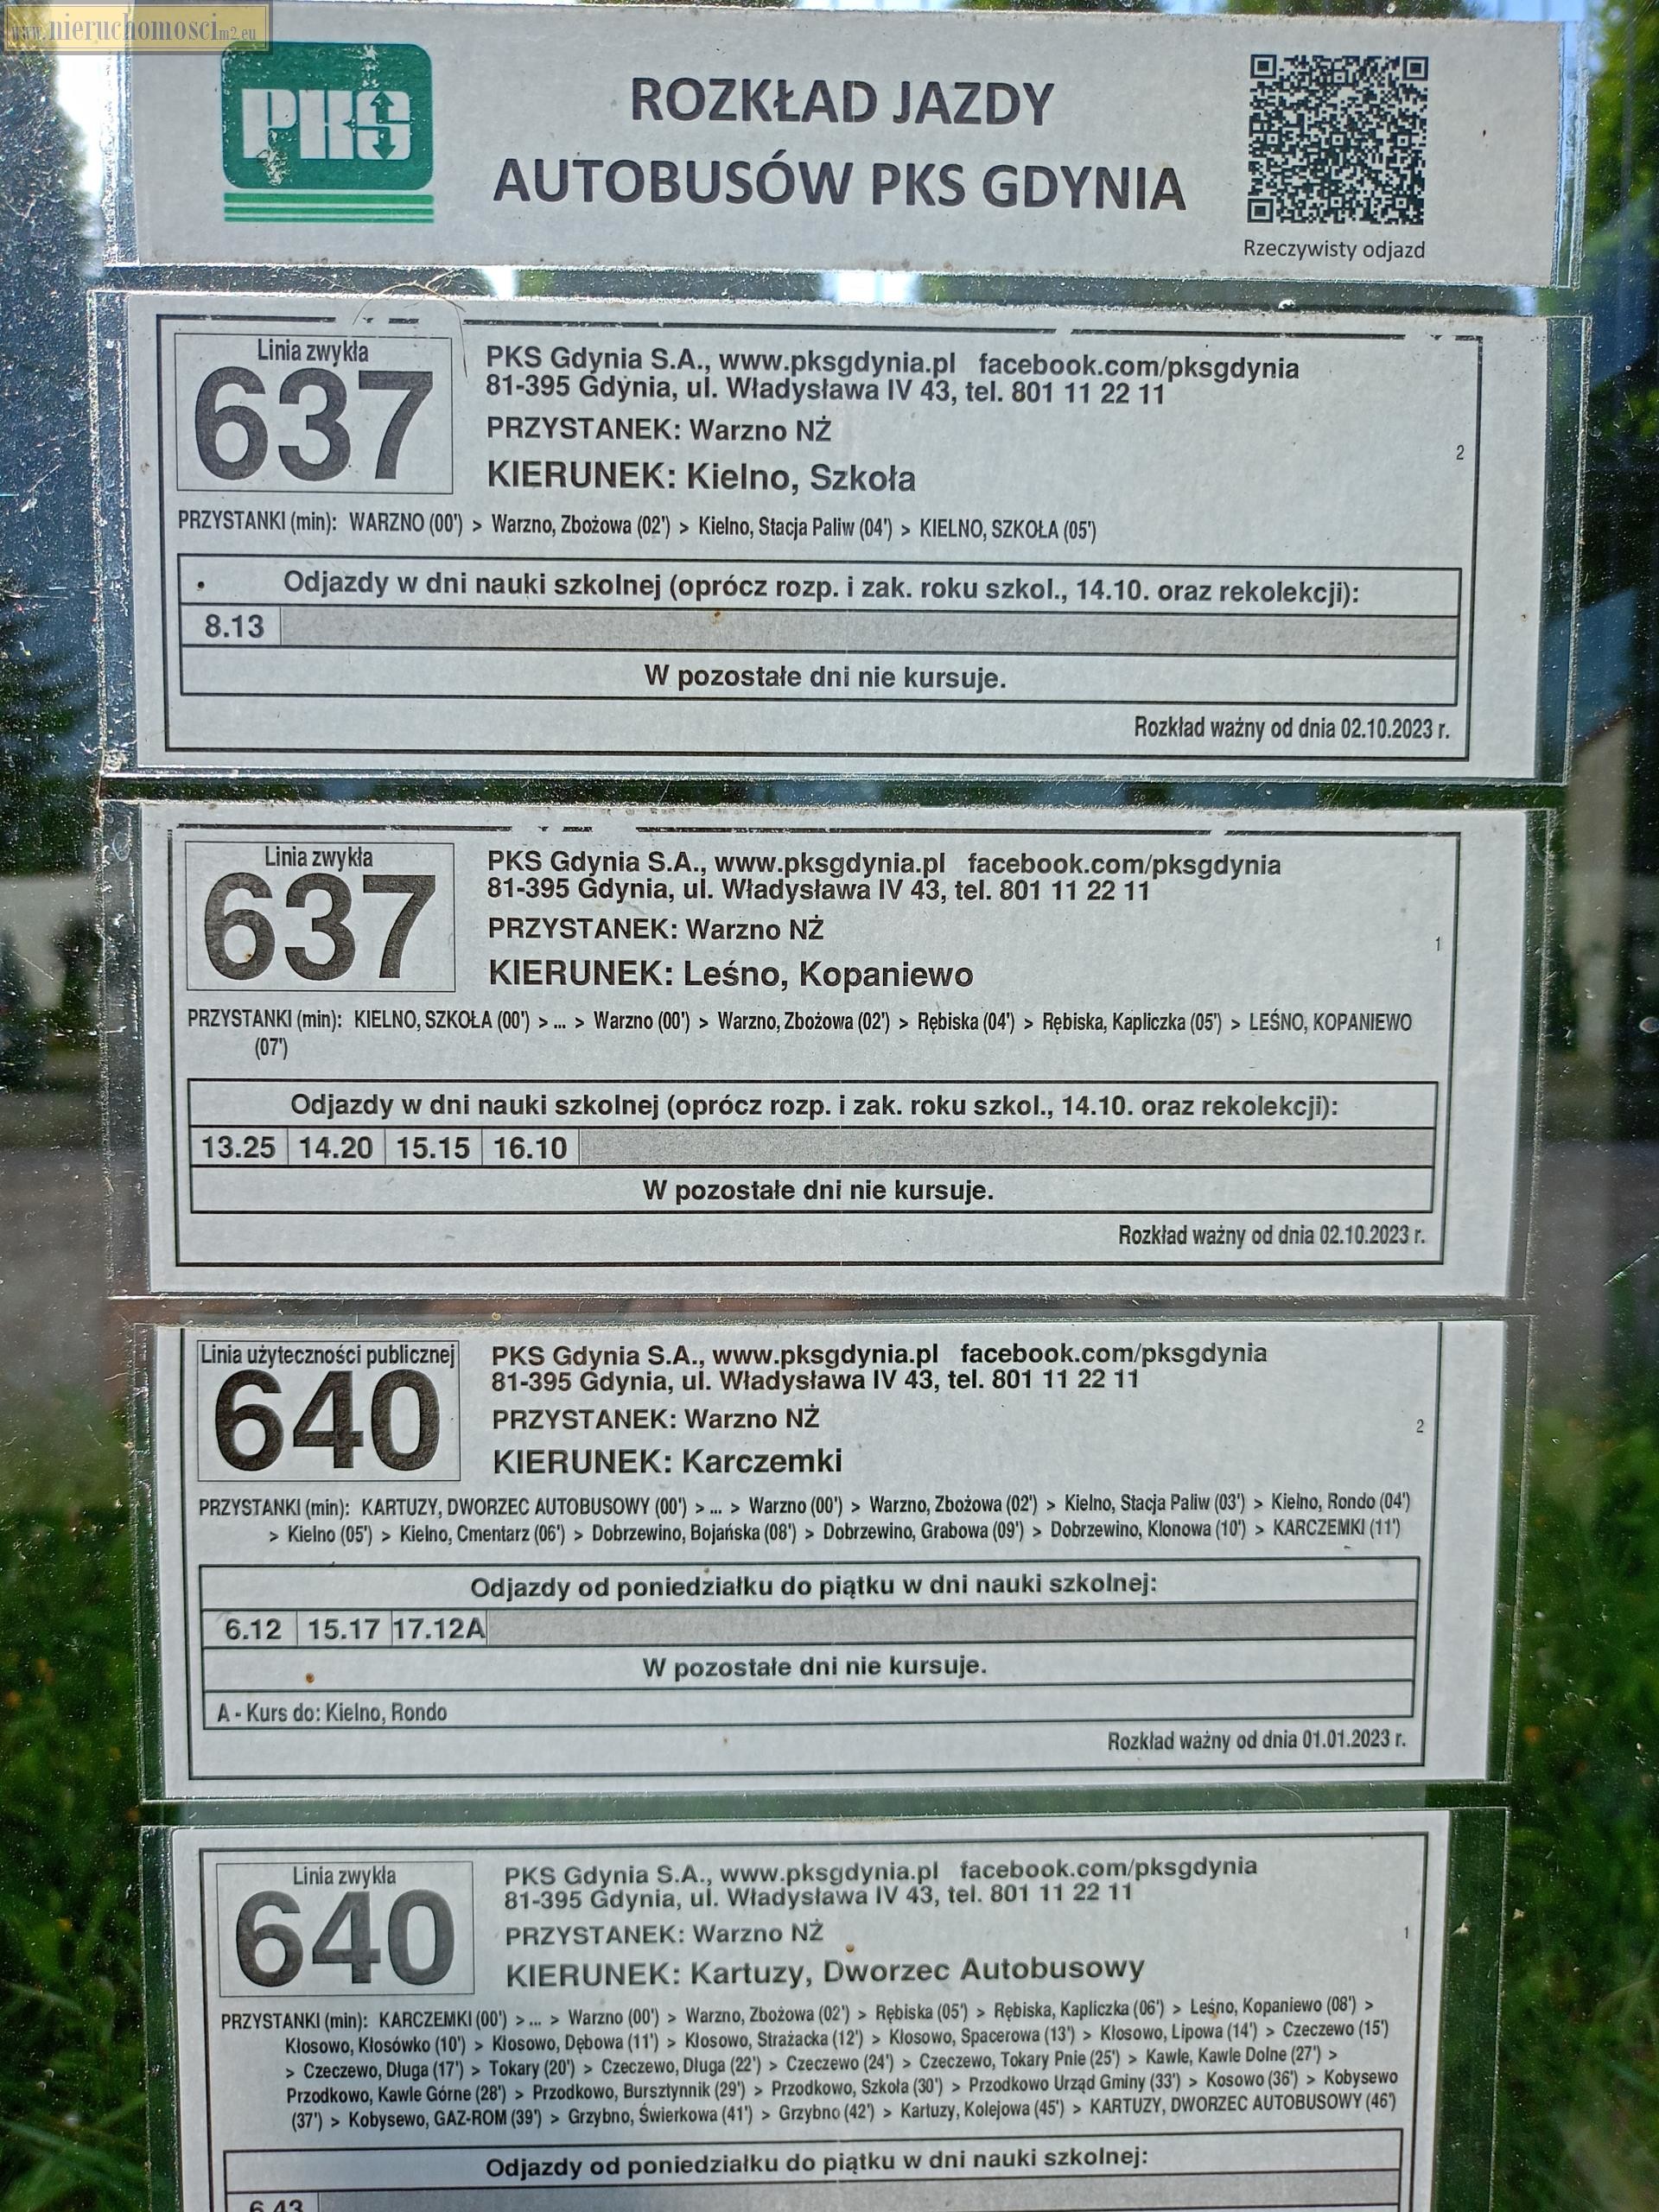 www.nieruchomoscim2.eu
PKS
ROZKŁAD JAZDY
AUTOBUSÓW PKS GDYNIA
Rzeczywisty odjazd
Linia zwykła
637
PKS Gdynia S.A., www.pksgdynia.pl facebook.com/pksgdynia
81-395 Gdynia, ul. Władysława IV 43, tel. 801 11 22 11
PRZYSTANEK: Warzno NŻ
2
KIERUNEK: Kielno, Szkoła
PRZYSTANKI (min): WARZNO (00') > Warzno, Zbożowa (02') > Kielno, Stacja Paliw (04') > KIELNO, SZKOŁA (05')
Odjazdy w dni nauki szkolnej (oprócz rozp. i zak. roku szkol., 14.10. oraz rekolekcji):
8.13
W pozostałe dni nie kursuje.
Rozkład ważny od dnia 02.10.2023 r.
Linia zwykła
637
PKS Gdynia S.A., www.pksgdynia.pl facebook.com/pksgdynia
81-395 Gdynia, ul. Władysława IV 43, tel. 801 11 22 11
PRZYSTANEK: Warzno NŻ
1
KIERUNEK: Leśno, Kopaniewo
PRZYSTANKI (min): KIELNO, SZKOŁA (00') > ... > Warzno (00') > Warzno, Zbożowa (02') > Rębiska (04') > Rębiska, Kapliczka (05') > LEŚNO, KOPANIEWO
(07')
Odjazdy w dni nauki szkolnej (oprócz rozp. i zak. roku szkol., 14.10. oraz rekolekcji):
13.25 14.20 15.15 16.10
W pozostałe dni nie kursuje.
Rozkład ważny od dnia 02.10.2023 r.
Linia użyteczności publicznej
640
PKS Gdynia S.A., www.pksgdynia.pl facebook.com/pksgdynia
81-395 Gdynia, ul. Władysława IV 43, tel. 801 11 22 11
PRZYSTANEK: Warzno NŻ
2
KIERUNEK: Karczemki
PRZYSTANKI (min): KARTUZY, DWORZEC AUTOBUSOWY (00') > ... > Warzno (00') > Warzno, Zbożowa (02') > Kielno, Stacja Paliw (03') > Kielno, Rondo (04')
> Kielno (05') > Kielno, Cmentarz (06') > Dobrzewino, Bojańska (08') > Dobrzewino, Grabowa (09') > Dobrzewino, Klonowa (10') > KARCZEMKI (11')
Odjazdy od poniedziałku do piątku w dni nauki szkolnej:
6.12 15.17 17.12A
W pozostałe dni nie kursuje.
A - Kurs do: Kielno, Rondo
Rozkład ważny od dnia 01.01.2023 r.
Linia zwykła
640
PKS Gdynia S.A., www.pksgdynia.pl facebook.com/pksgdynia
81-395 Gdynia, ul. Władysława IV 43, tel. 801 11 22 11
PRZYSTANEK: Warzno NŻ
1
KIERUNEK: Kartuzy, Dworzec Autobusowy
PRZYSTANKI (min): KARCZEMKI (00') > ... > Warzno (00') > Warzno, Zbożowa (02') > Rębiska (05') > Rębiska, Kapliczka (06') > Leśno, Kopaniewo (08') >
Kłosowo, Kłosówko (10') > Kłosowo, Dębowa (11') > Kłosowo, Strażacka (12') > Kłosowo, Spacerowa (13') > Kłosowo, Lipowa (14') > Czeczewo (15')
> Czeczewo, Długa (17') > Tokary (20') > Czeczewo, Długa (22') > Czeczewo (24') > Czeczewo, Tokary Pnie (25') > Kawle, Kawle Dolne (27') >
Przodkowo, Kawle Górne (28') > Przodkowo, Bursztynnik (29') > Przodkowo, Szkoła (30') > Przodkowo Urząd Gminy (33') > Kosowo (36') > Kobysewo
(37') > Kobysewo, GAZ-ROM (39') > Grzybno, Świerkowa (41') > Grzybno (42') > Kartuzy, Kolejowa (45') > KARTUZY, DWORZEC AUTOBUSOWY (46')
Odjazdy od poniedziałku do piątku w dni nauki szkolnej:
6.43